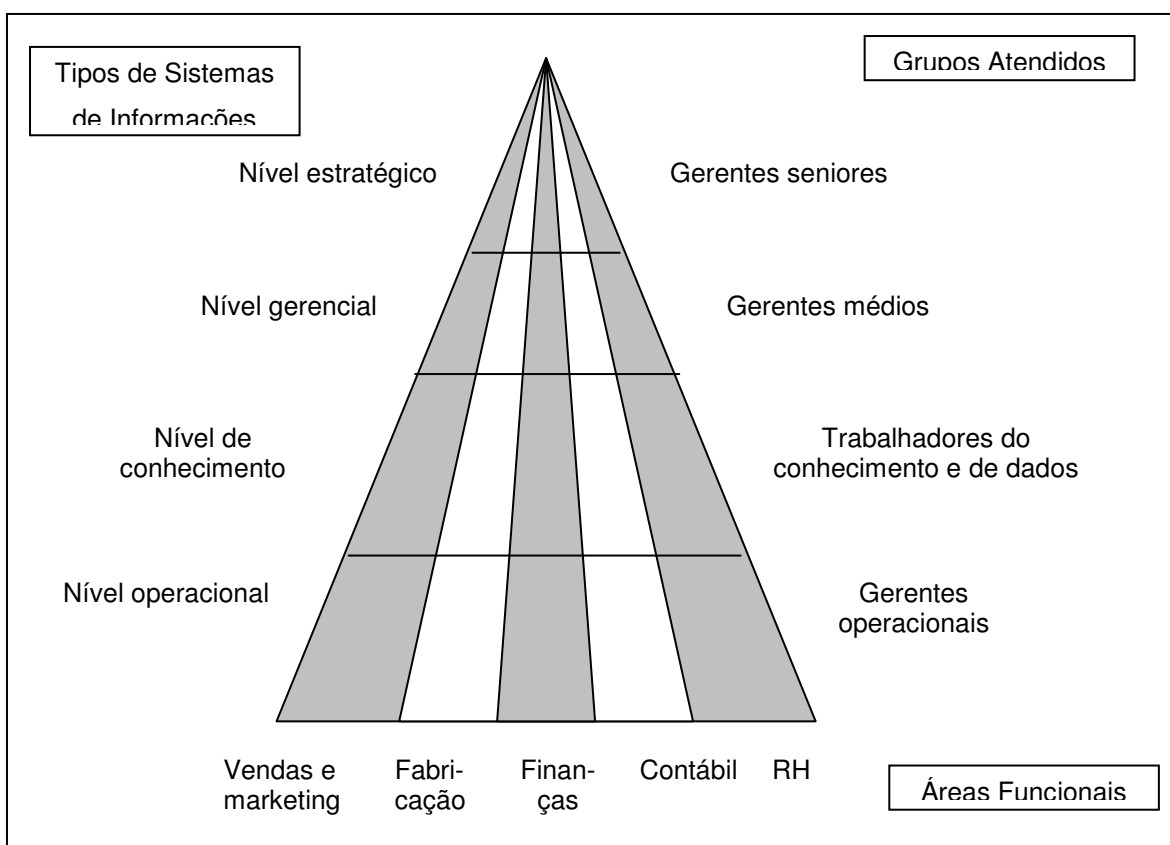 Tipos de Sistemas
de Informações
Grupos Atendidos
Nível estratégico
Gerentes seniores
Nível gerencial
Gerentes médios
Nível de
conhecimento
Trabalhadores do
conhecimento e de dados
Nível operacional
Gerentes
operacionais
Vendas e
marketing
Fabri-
cação
Finan-
ças
Contábil
RH
Áreas Funcionais